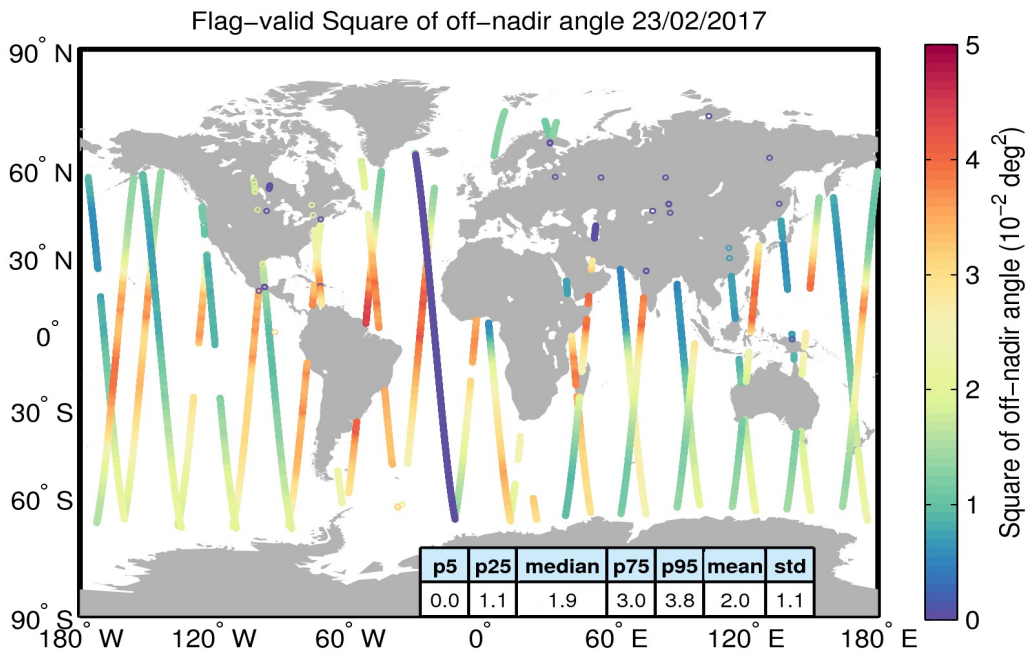 Flag-valid Square of off-nadir angle 23/02/2017
90° N
60° N
30° N
0°
30° S
60° S
90° S
180° W
120° W
60° W
0°
60° E
120° E
180° E
p5 p25 median p75 p95 mean std
0.0 1.1 1.9 3.0 3.8 2.0 1.1
5
4
3
2
1
0
Square of off-nadir angle (10⁻² deg²)